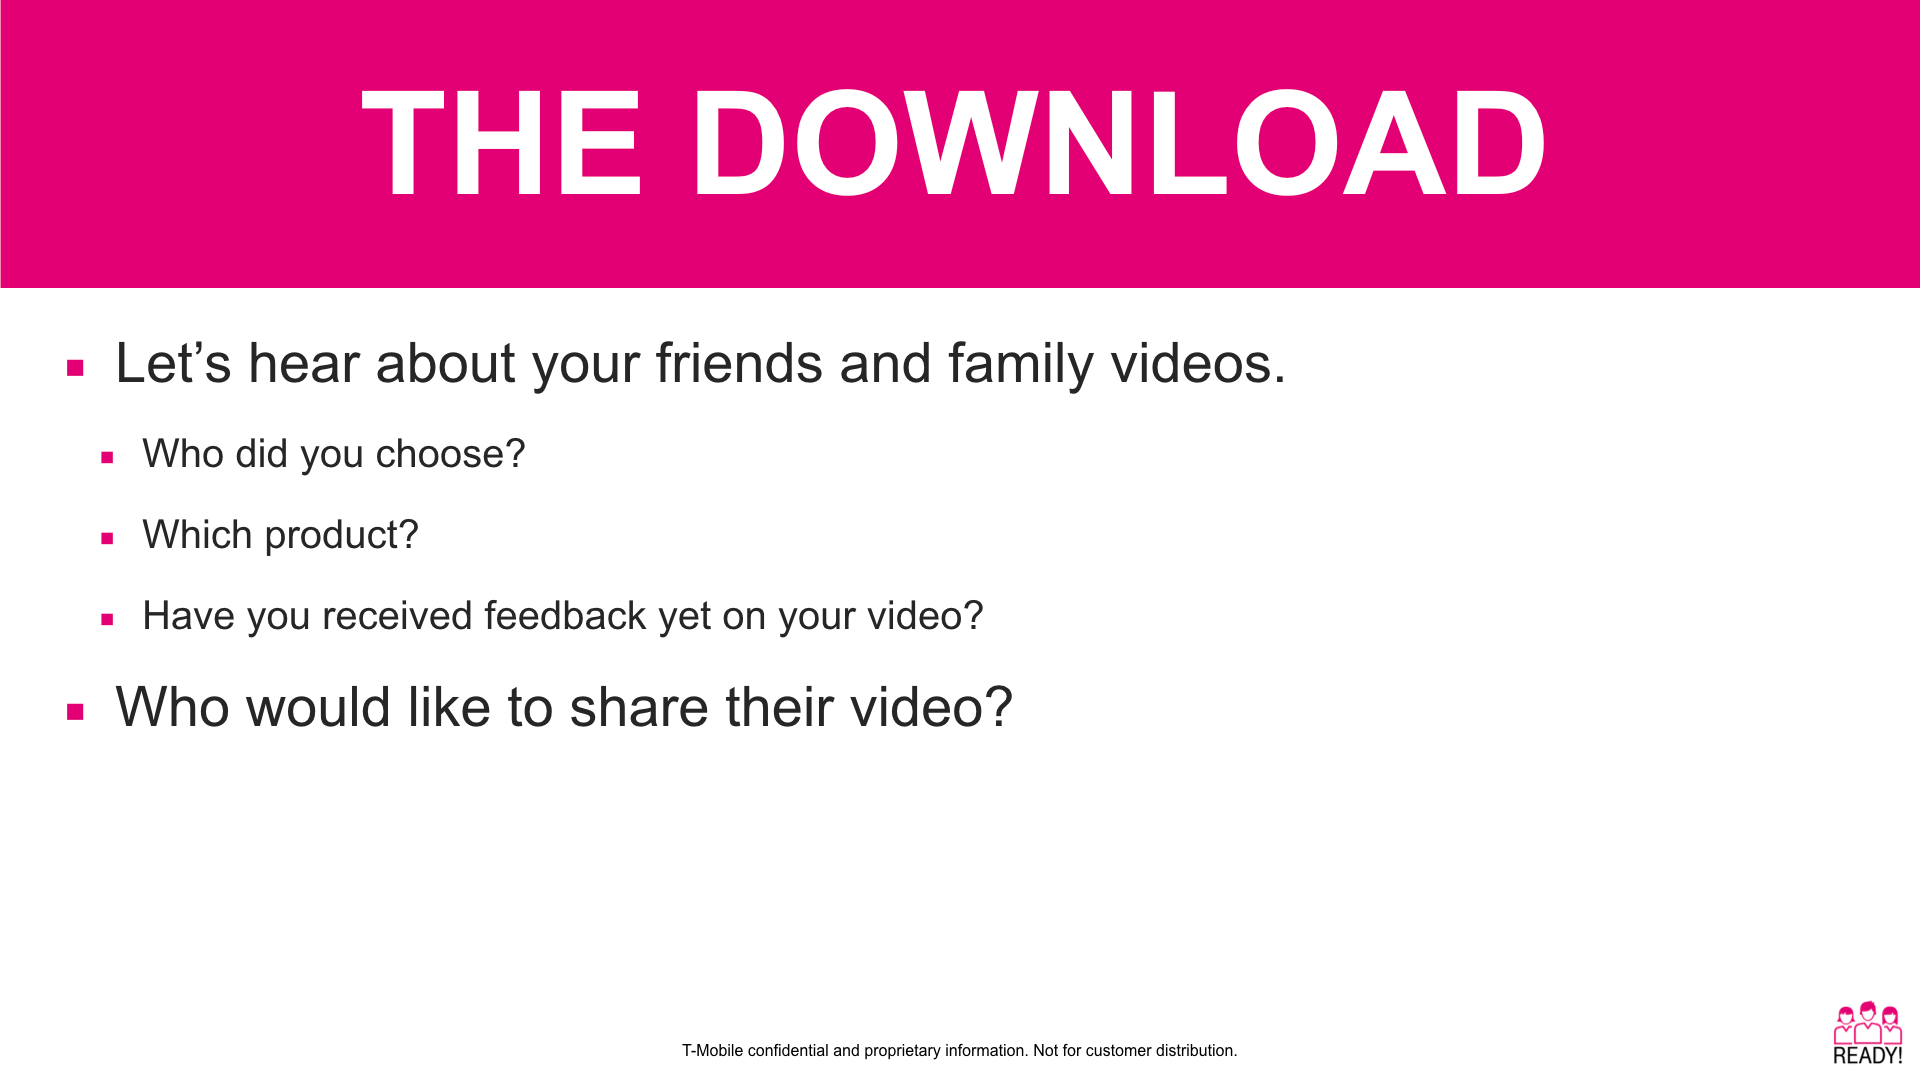 THE DOWNLOAD
Let’s hear about your friends and family videos.
Who did you choose?
Which product?
Have you received feedback yet on your video?
Who would like to share their video?
T-Mobile confidential and proprietary information. Not for customer distribution.
READY!